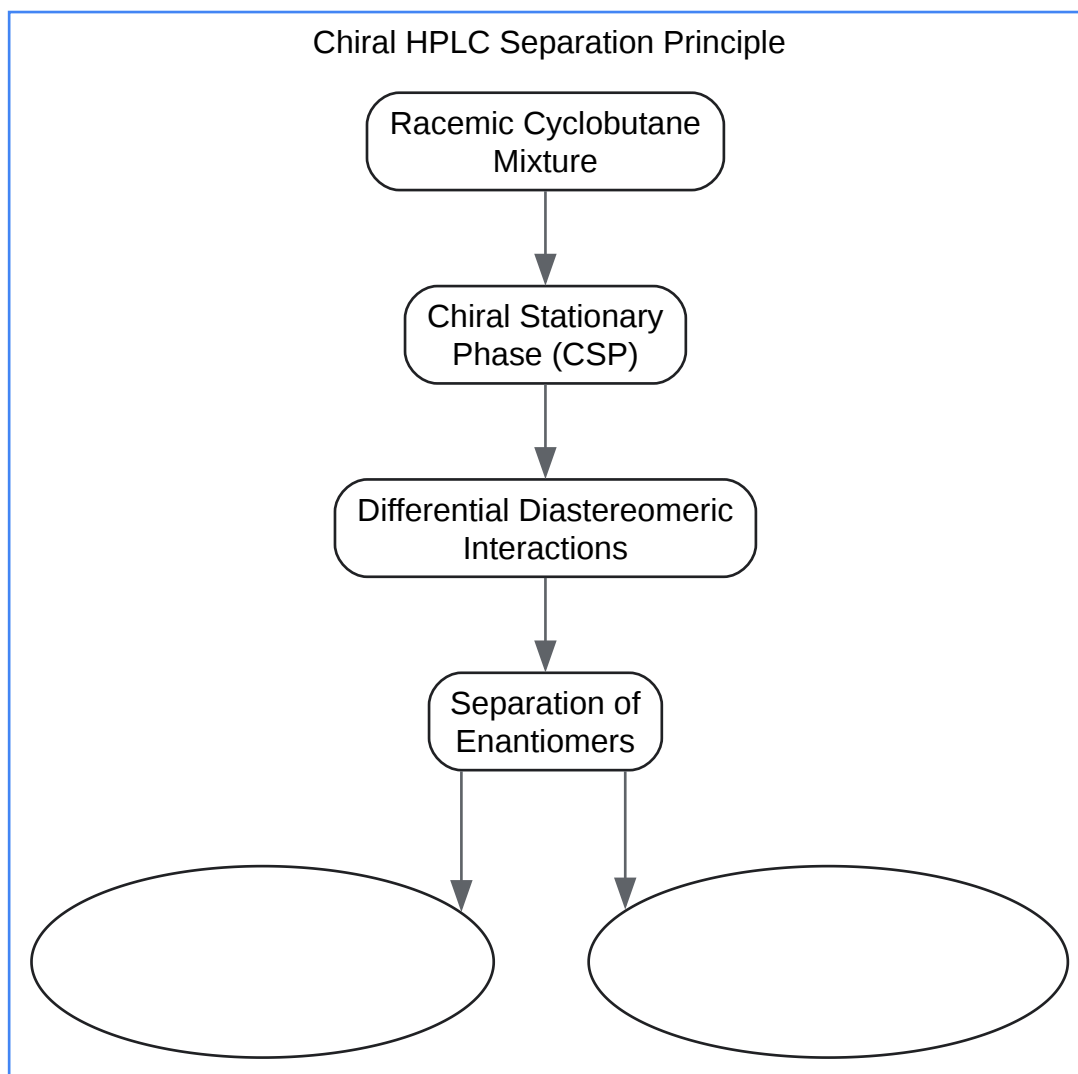 Chiral HPLC Separation Principle
Racemic Cyclobutane
Mixture
Chiral Stationary
Phase (CSP)
Differential Diastereomeric
Interactions
Separation of
Enantiomers